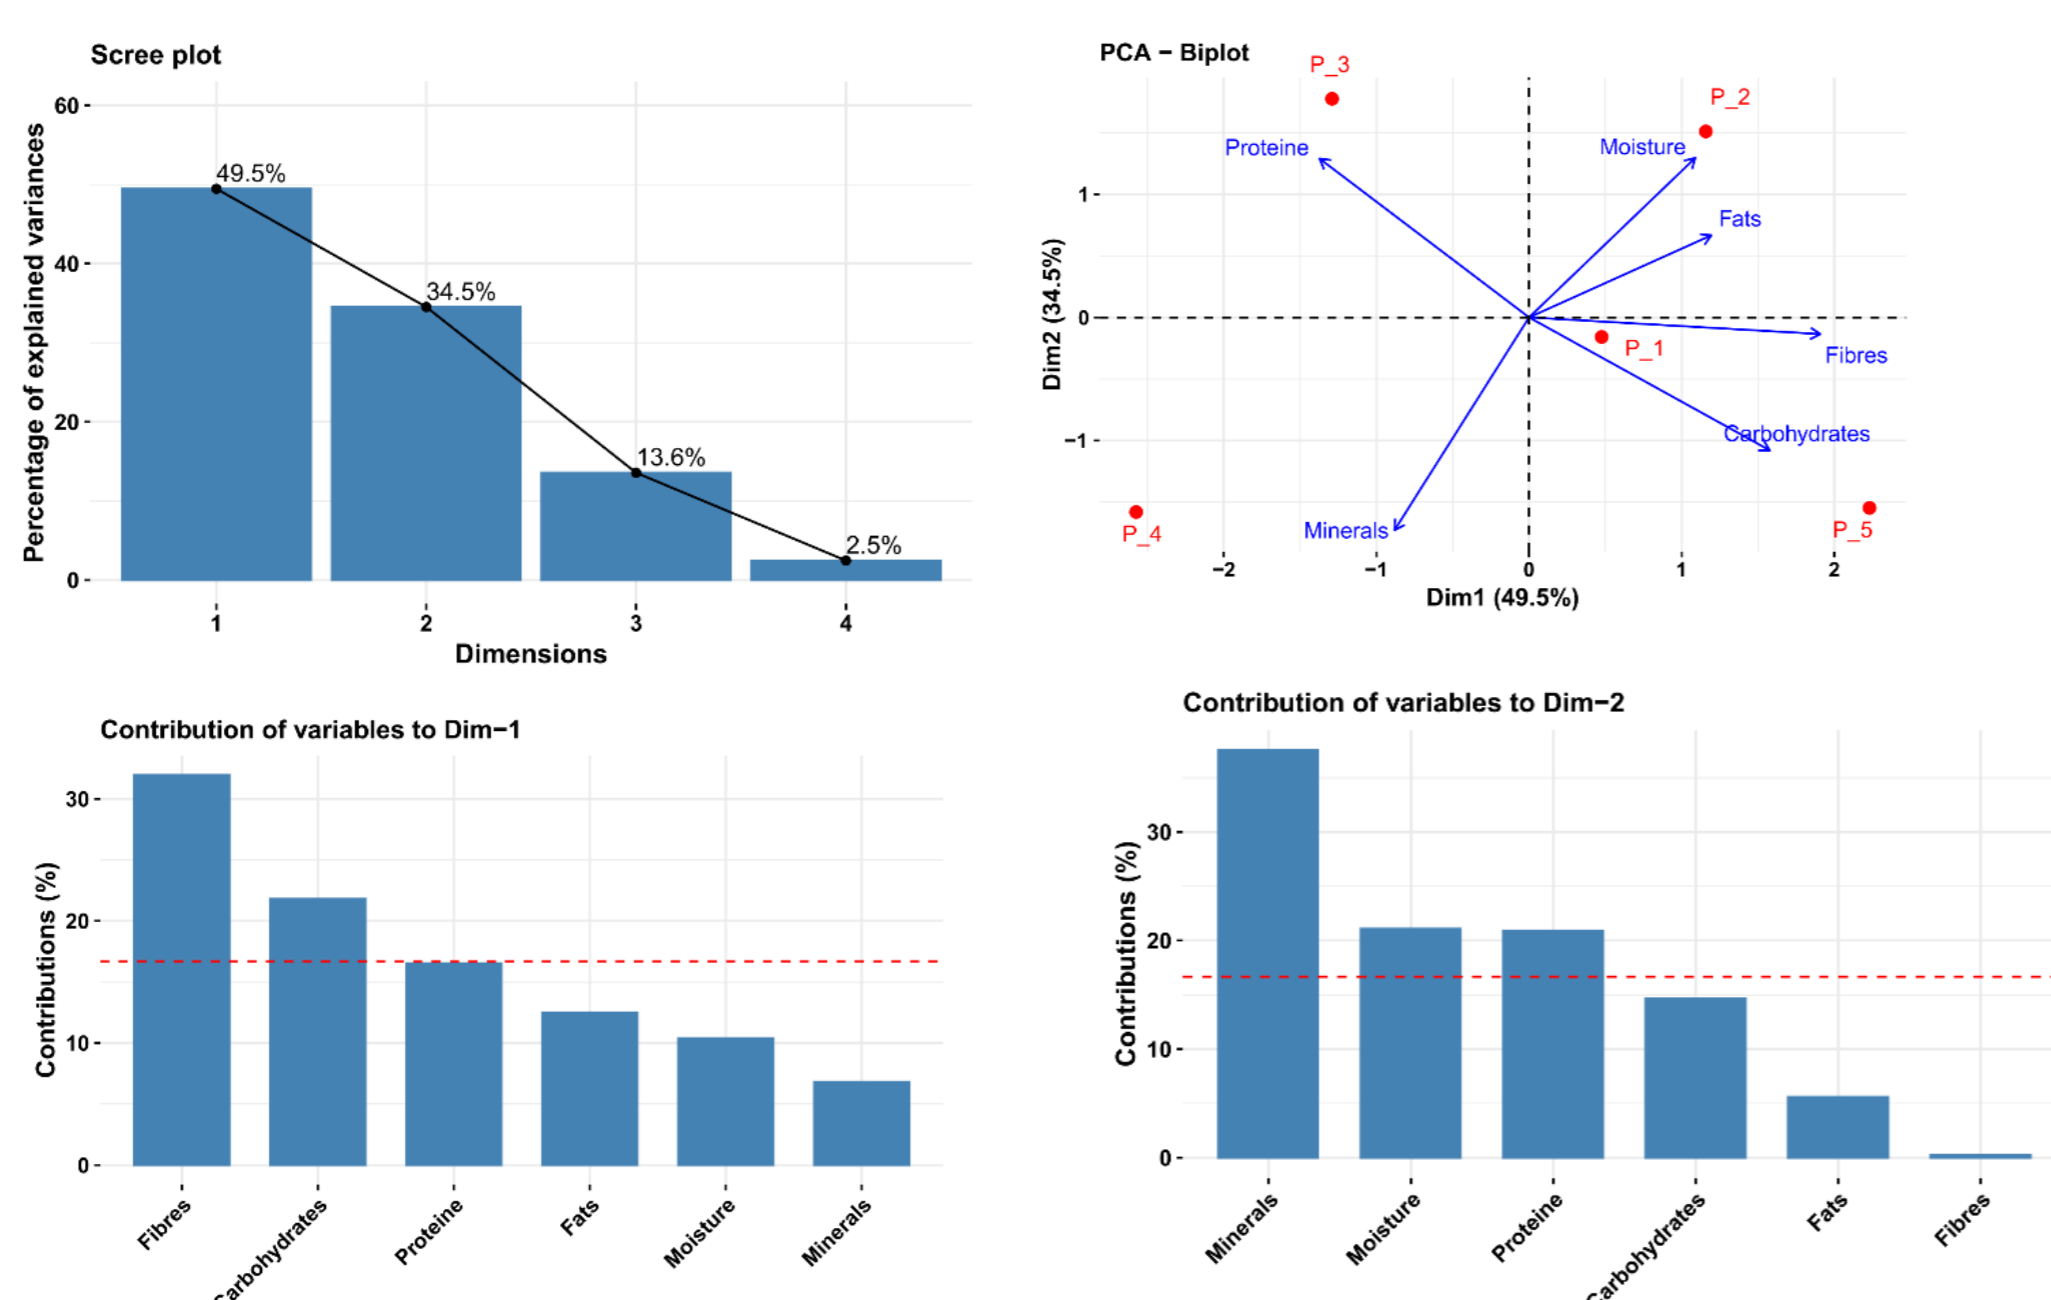 Scree plot
Percentage of explained variances
60
40
20
0
49.5%
34.5%
13.6%
2.5%
1 2 3 4
Dimensions
PCA − Biplot
P_3
P_2
Proteine
Moisture
Fats
P_1
Fibres
Carbohydrates
Minerals
P_4
P_5
Dim2 (34.5%)
1
0
−1
−2 −1 0 1 2
Dim1 (49.5%)
Contribution of variables to Dim−1
Contributions (%)
30
20
10
0
Fibres
Carbohydrates
Proteine
Fats
Moisture
Minerals
Contribution of variables to Dim−2
Contributions (%)
30
20
10
0
Minerals
Moisture
Proteine
Carbohydrates
Fats
Fibres